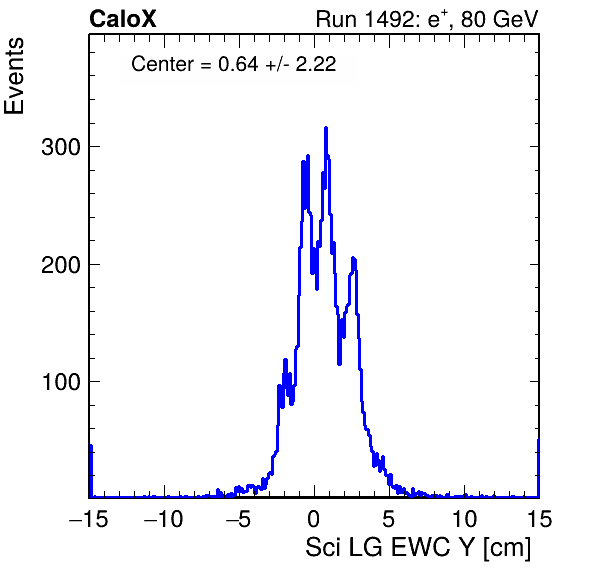 CaloX Run 1492: e+, 80 GeV
Center = 0.64 +/- 2.22
Events
300
200
100
−15 −10 −5 0 5 10 15
Sci LG EWC Y [cm]